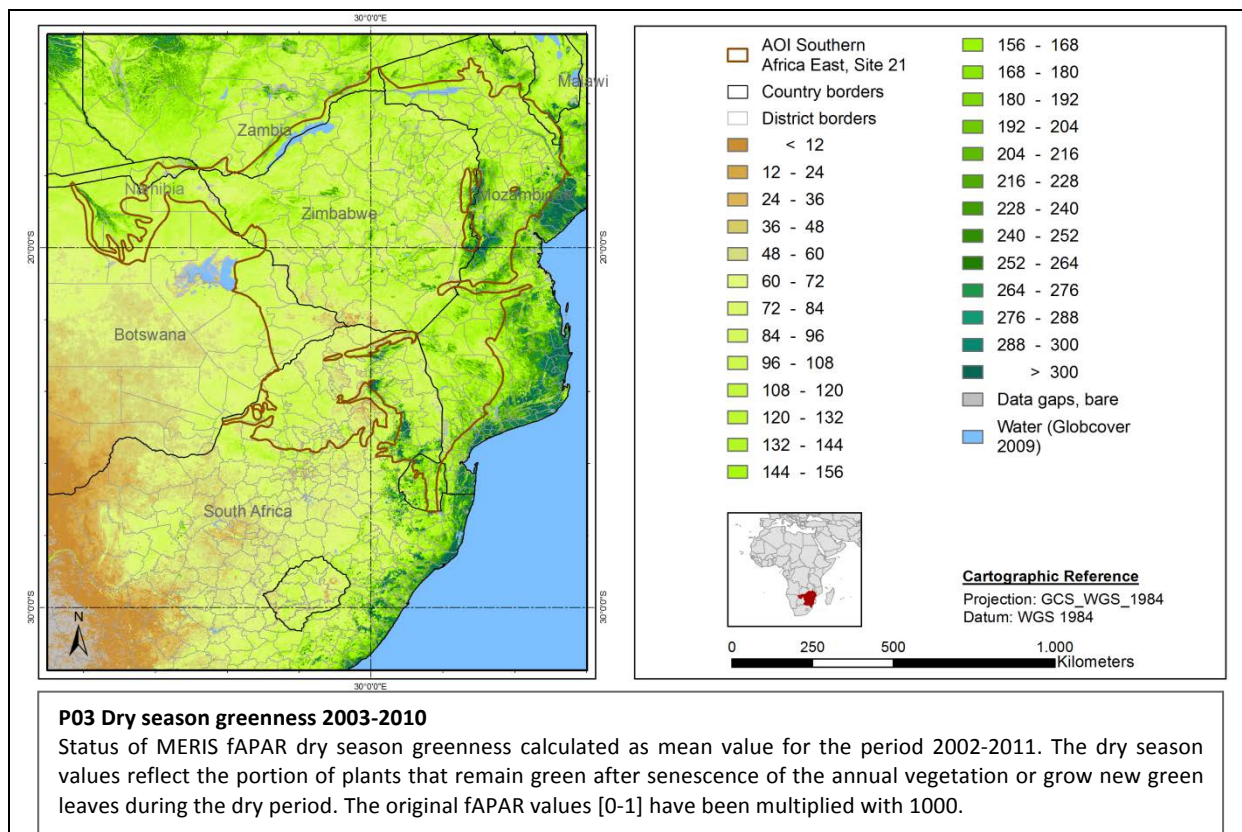 30°0'0"E
Malawi
Zambia
Namibia
Mozambique
Zimbabwe
20°0'0"S
20°0'0"S
Botswana
South Africa
30°0'0"S
30°0'0"S
N
30°0'0"E
AOI Southern
Africa East, Site 21
Country borders
District borders
< 12
12 - 24
24 - 36
36 - 48
48 - 60
60 - 72
72 - 84
84 - 96
96 - 108
108 - 120
120 - 132
132 - 144
144 - 156
156 - 168
168 - 180
180 - 192
192 - 204
204 - 216
216 - 228
228 - 240
240 - 252
252 - 264
264 - 276
276 - 288
288 - 300
> 300
Data gaps, bare
Water (Globcover
2009)
Cartographic Reference
Projection: GCS_WGS_1984
Datum: WGS 1984
0 250 500 1.000
Kilometers
P03 Dry season greenness 2003-2010
Status of MERIS fAPAR dry season greenness calculated as mean value for the period 2002-2011. The dry season
values reflect the portion of plants that remain green after senescence of the annual vegetation or grow new green
leaves during the dry period. The original fAPAR values [0-1] have been multiplied with 1000.